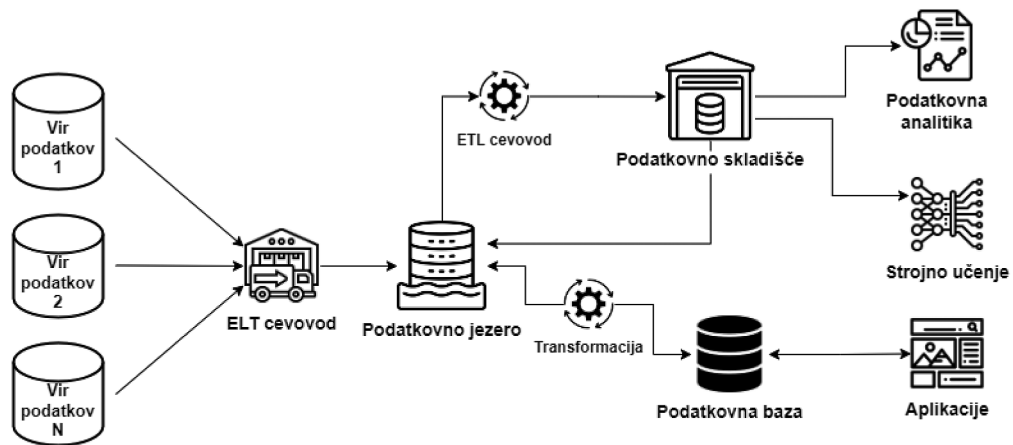 Vir
podatkov
1
Vir
podatkov
2
Vir
podatkov
N
ELT cevovod
Podatkovno jezero
ETL cevovod
Transformacija
Podatkovno skladišče
Podatkovna baza
Podatkovna
analitika
Strojno učenje
Aplikacije